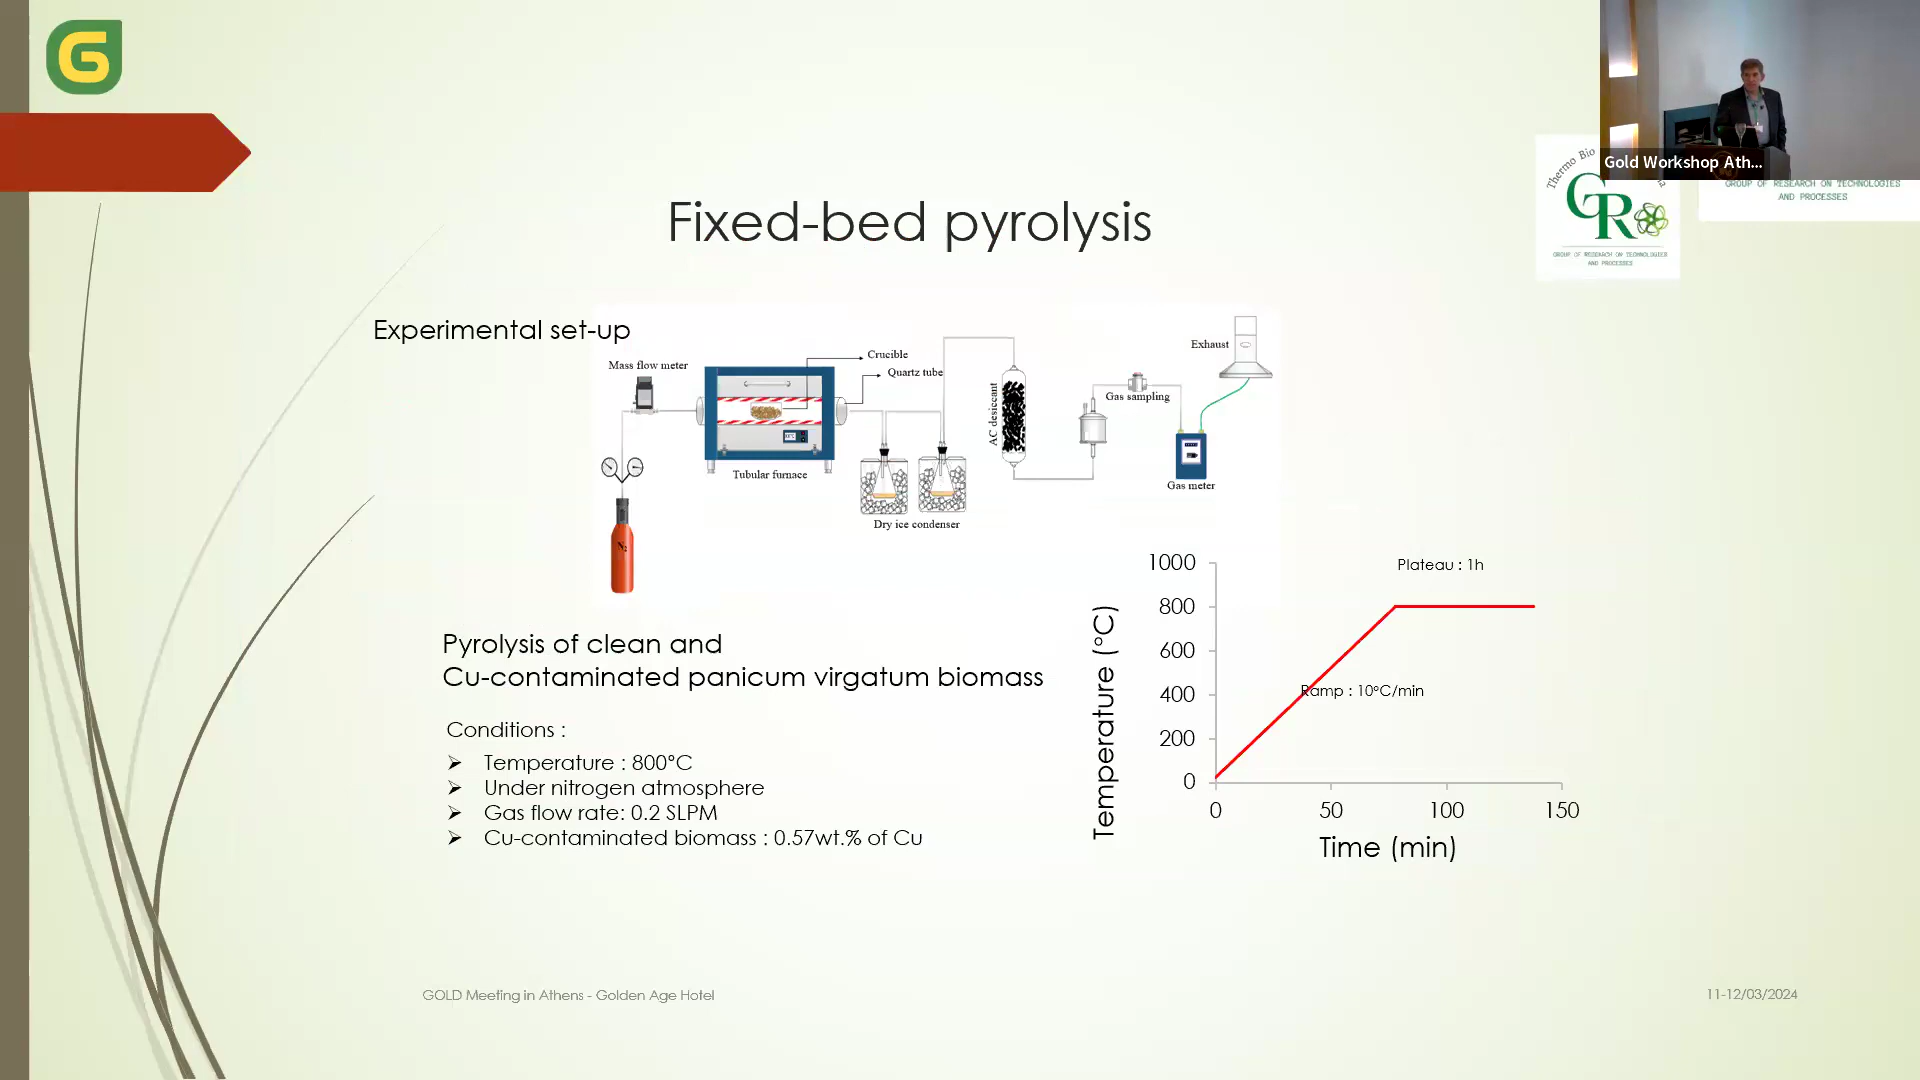 G
Gold Workshop Ath...
Thermo Bio
GR
GROUP OF RESEARCH ON TECHNOLOGIES
AND PROCESSES
GROUP OF RESEARCH ON TECHNOLOGIES
AND PROCESSES
Fixed-bed pyrolysis
Experimental set-up
Mass flow meter
Crucible
Quartz tube
Tubular furnace
N2
Dry ice condenser
AC desiccant
Gas sampling
Exhaust
Gas meter
Pyrolysis of clean and
Cu-contaminated panicum virgatum biomass
Conditions :
➢ Temperature : 800°C
➢ Under nitrogen atmosphere
➢ Gas flow rate: 0.2 SLPM
➢ Cu-contaminated biomass : 0.57wt.% of Cu
Temperature (°C)
1000
800
600
400
200
0
Plateau : 1h
Ramp : 10°C/min
0 50 100 150
Time (min)
GOLD Meeting in Athens - Golden Age Hotel
11-12/03/2024